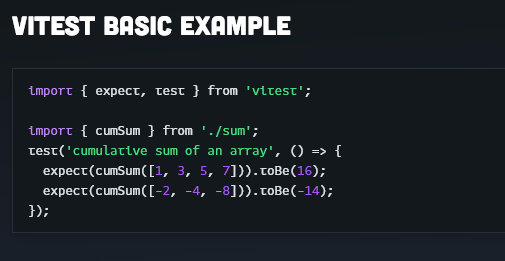 VITEST BASIC EXAMPLE
import { expect, test } from 'vitest';
import { cumSum } from './sum';
test('cumulative sum of an array', () => {
expect(cumSum([1, 3, 5, 7])).toBe(16);
expect(cumSum([-2, -4, -8])).toBe(-14);
});